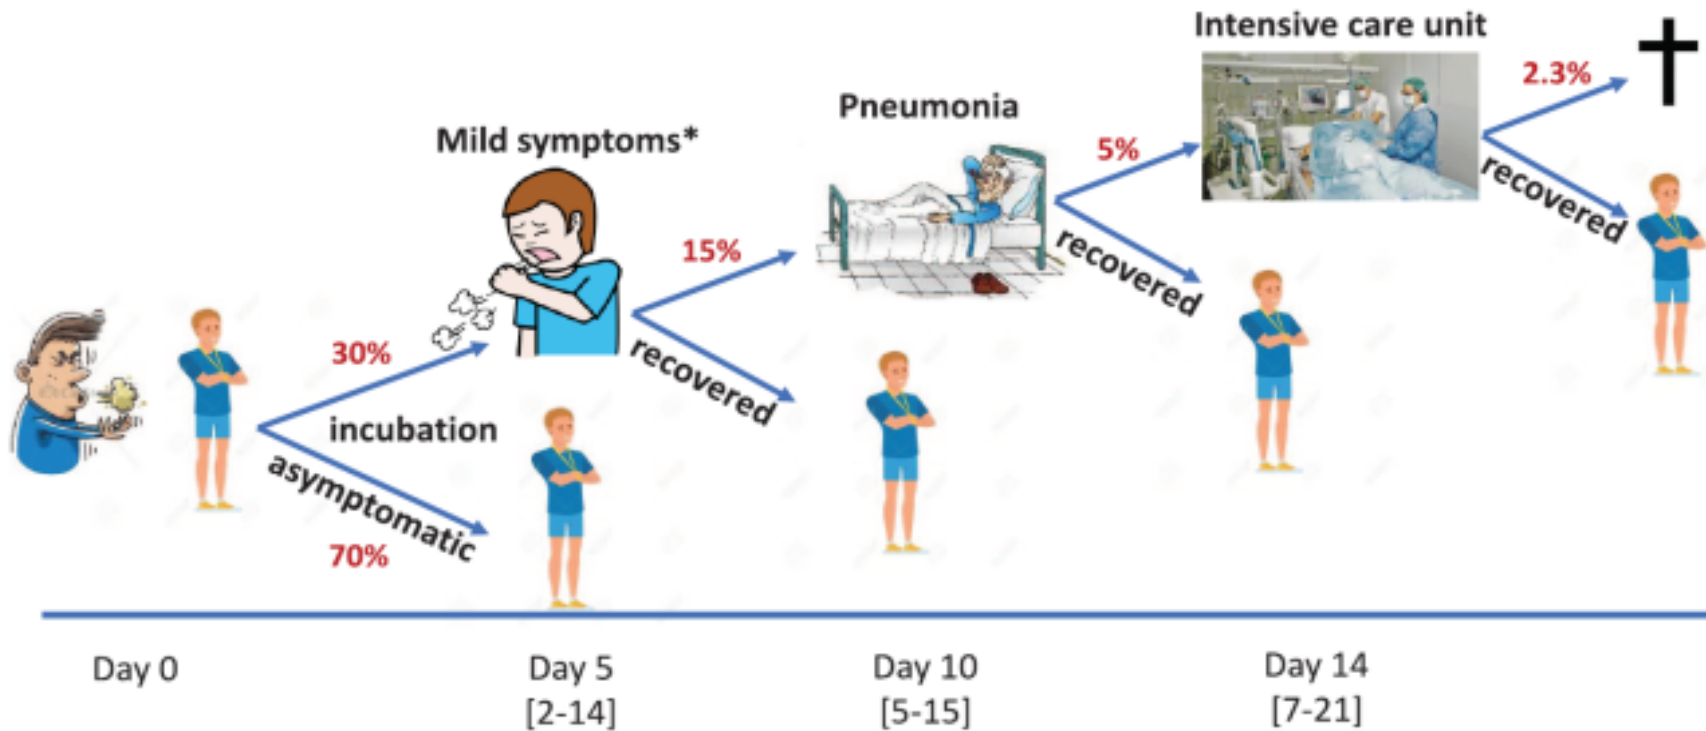 Intensive care unit
2.3%
Pneumonia
Mild symptoms*
5%
recovered
15%
recovered
30%
recovered
incubation
asymptomatic
70%
Day 0
Day 5
Day 10
Day 14
[2-14]
[5-15]
[7-21]